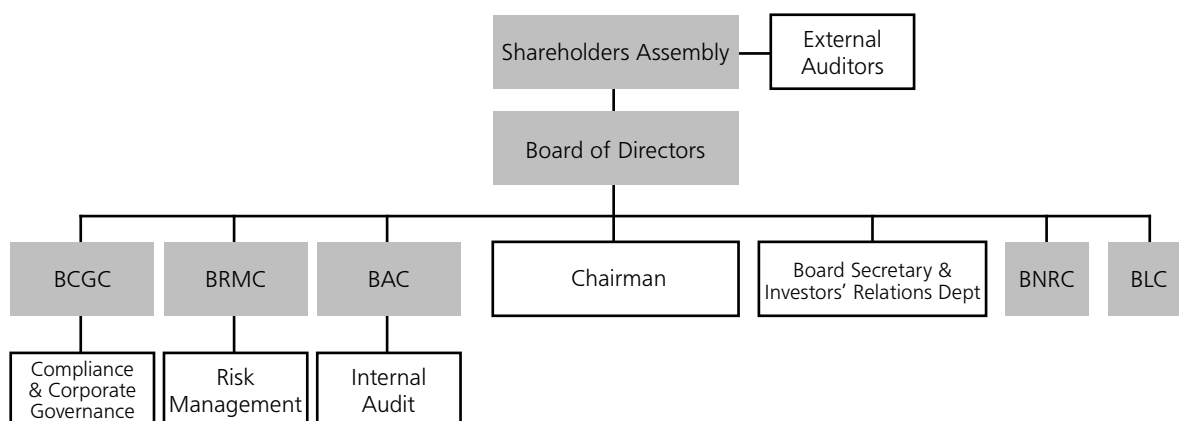 Shareholders Assembly
External
Auditors
Board of Directors
BCGC
BRMC
BAC
Chairman
Board Secretary &
Investors’ Relations Dept
BNRC
BLC
Compliance
& Corporate
Governance
Risk
Management
Internal
Audit